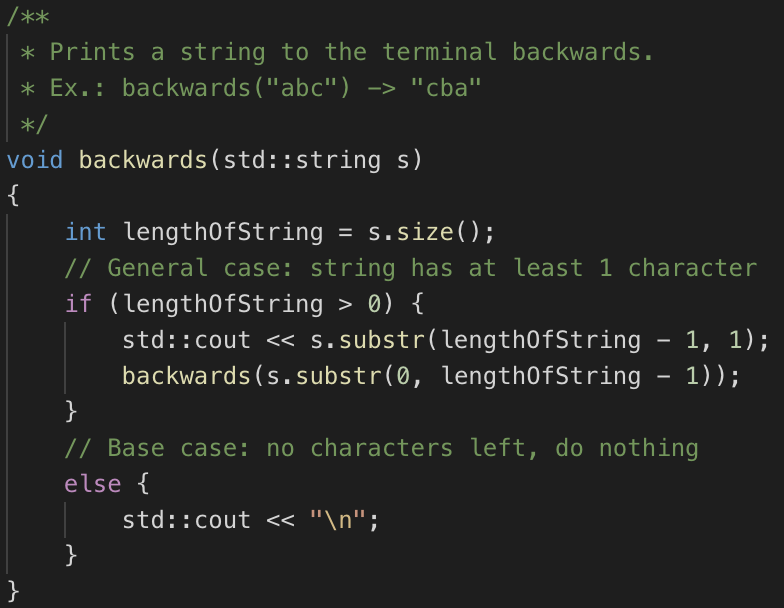 /**
 * Prints a string to the terminal backwards.
 * Ex.: backwards("abc") -> "cba"
 */
void backwards(std::string s)
{
    int lengthOfString = s.size();
    // General case: string has at least 1 character
    if (lengthOfString > 0) {
        std::cout << s.substr(lengthOfString - 1, 1);
        backwards(s.substr(0, lengthOfString - 1));
    }
    // Base case: no characters left, do nothing
    else {
        std::cout << "\n";
    }
}